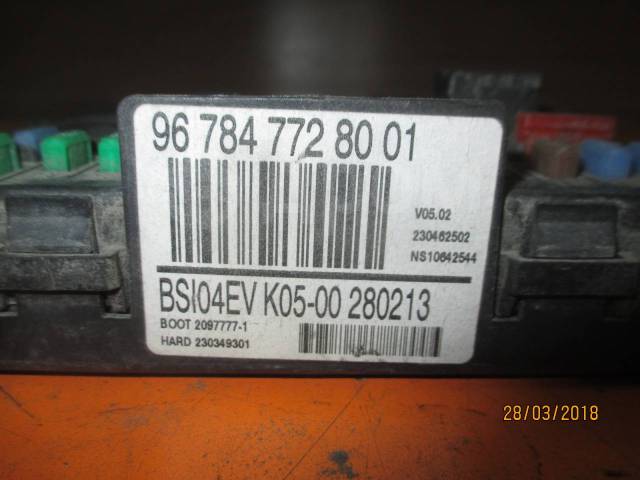 96 784 772 80 01
V05.02
230462502
NS10642544
BSI04EV K05-00 280213
BOOT 2097777-1
HARD 230349301
28/03/2018